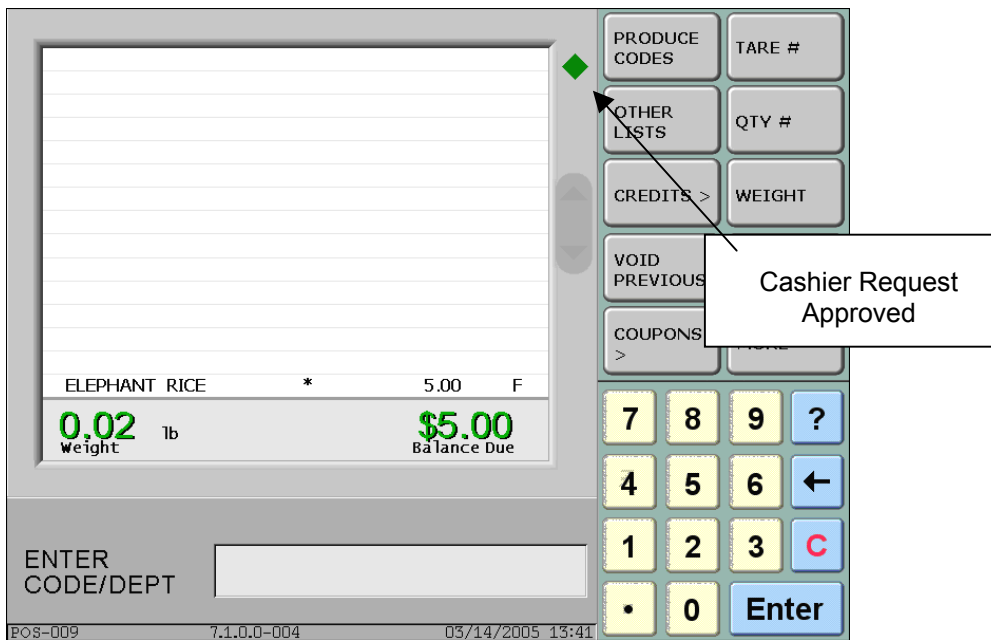 PRODUCE
CODES
TARE #
OTHER
LISTS
QTY #
CREDITS >
WEIGHT
VOID
PREVIOUS
Cashier Request
Approved
COUPONS
>
ELEPHANT RICE * 5.00 F
0.02 lb
Weight
$5.00
Balance Due
7 8 9 ?
4 5 6 ←
1 2 3 C
. 0 Enter
ENTER
CODE/DEPT
POS-009 7.1.0.0-004 03/14/2005 13:41